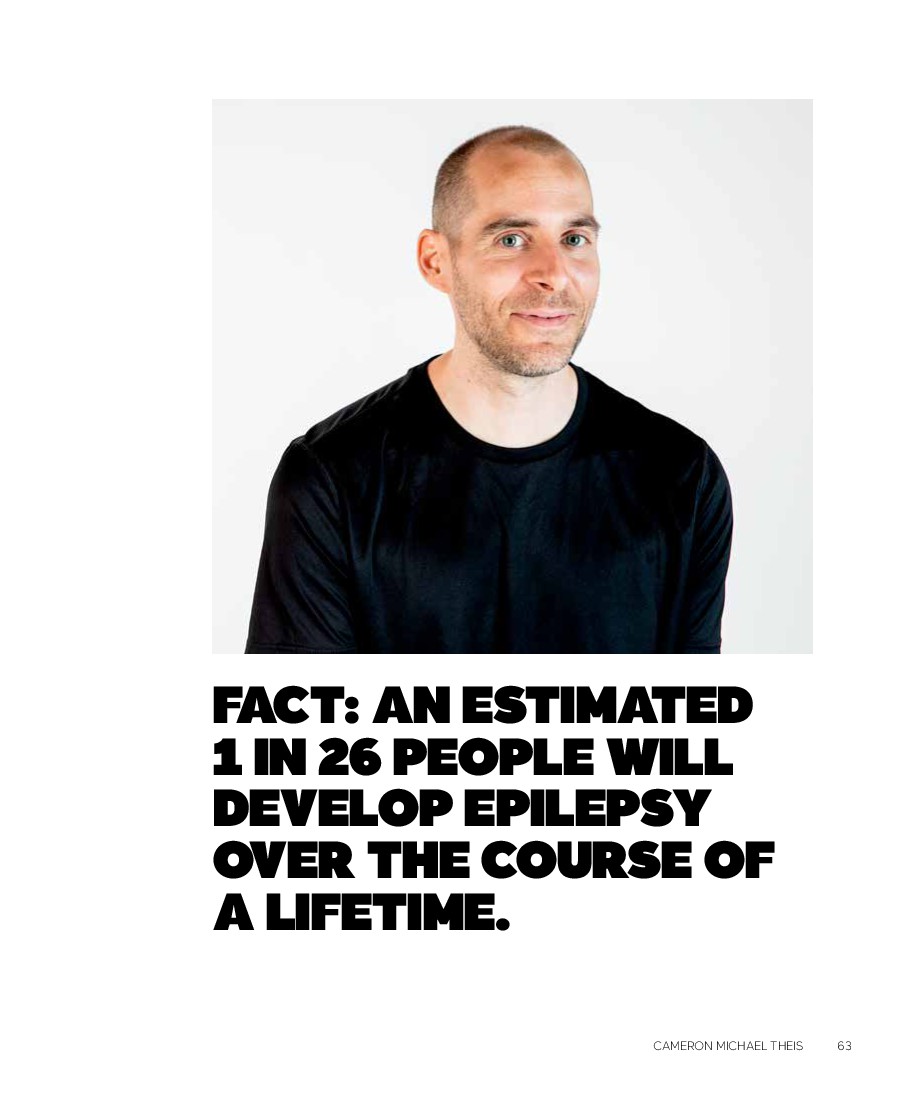 FACT: AN ESTIMATED
1 IN 26 PEOPLE WILL
DEVELOP EPILEPSY
OVER THE COURSE OF
A LIFETIME.
CAMERON MICHAEL THEIS 63